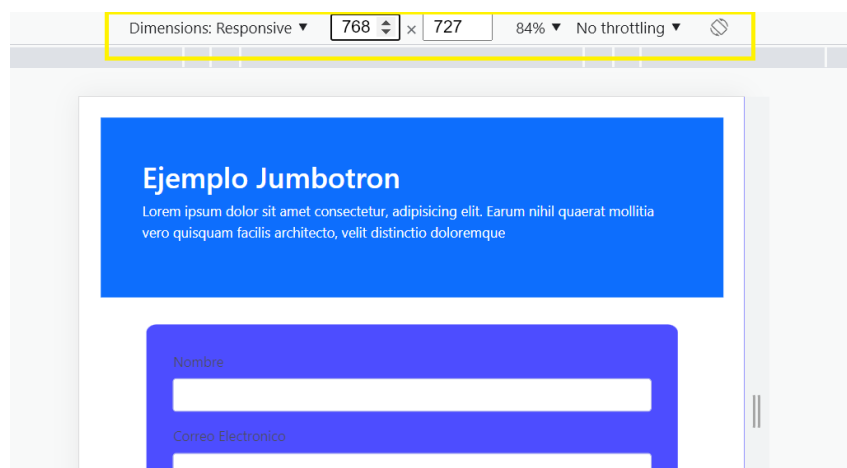 Dimensions: Responsive ▼ 768 × 727 84% ▼ No throttling ▼
Ejemplo Jumbotron
Lorem ipsum dolor sit amet consectetur, adipisicing elit. Earum nihil quaerat mollitia
vero quisquam facilis architecto, velit distinctio doloremque
Nombre
Correo Electronico